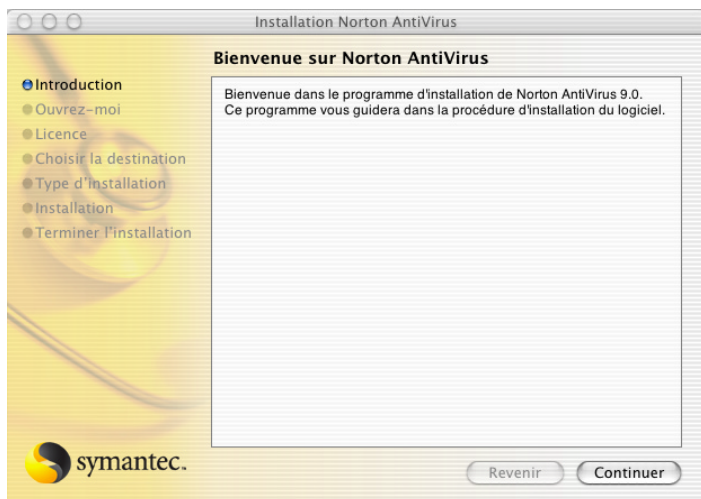 Installation Norton AntiVirus
Bienvenue sur Norton AntiVirus
Introduction
Ouvrez-moi
Licence
Choisir la destination
Type d'installation
Installation
Terminer l'installation
Bienvenue dans le programme d'installation de Norton AntiVirus 9.0.
Ce programme vous guidera dans la procédure d'installation du logiciel.
symantec.
Revenir
Continuer